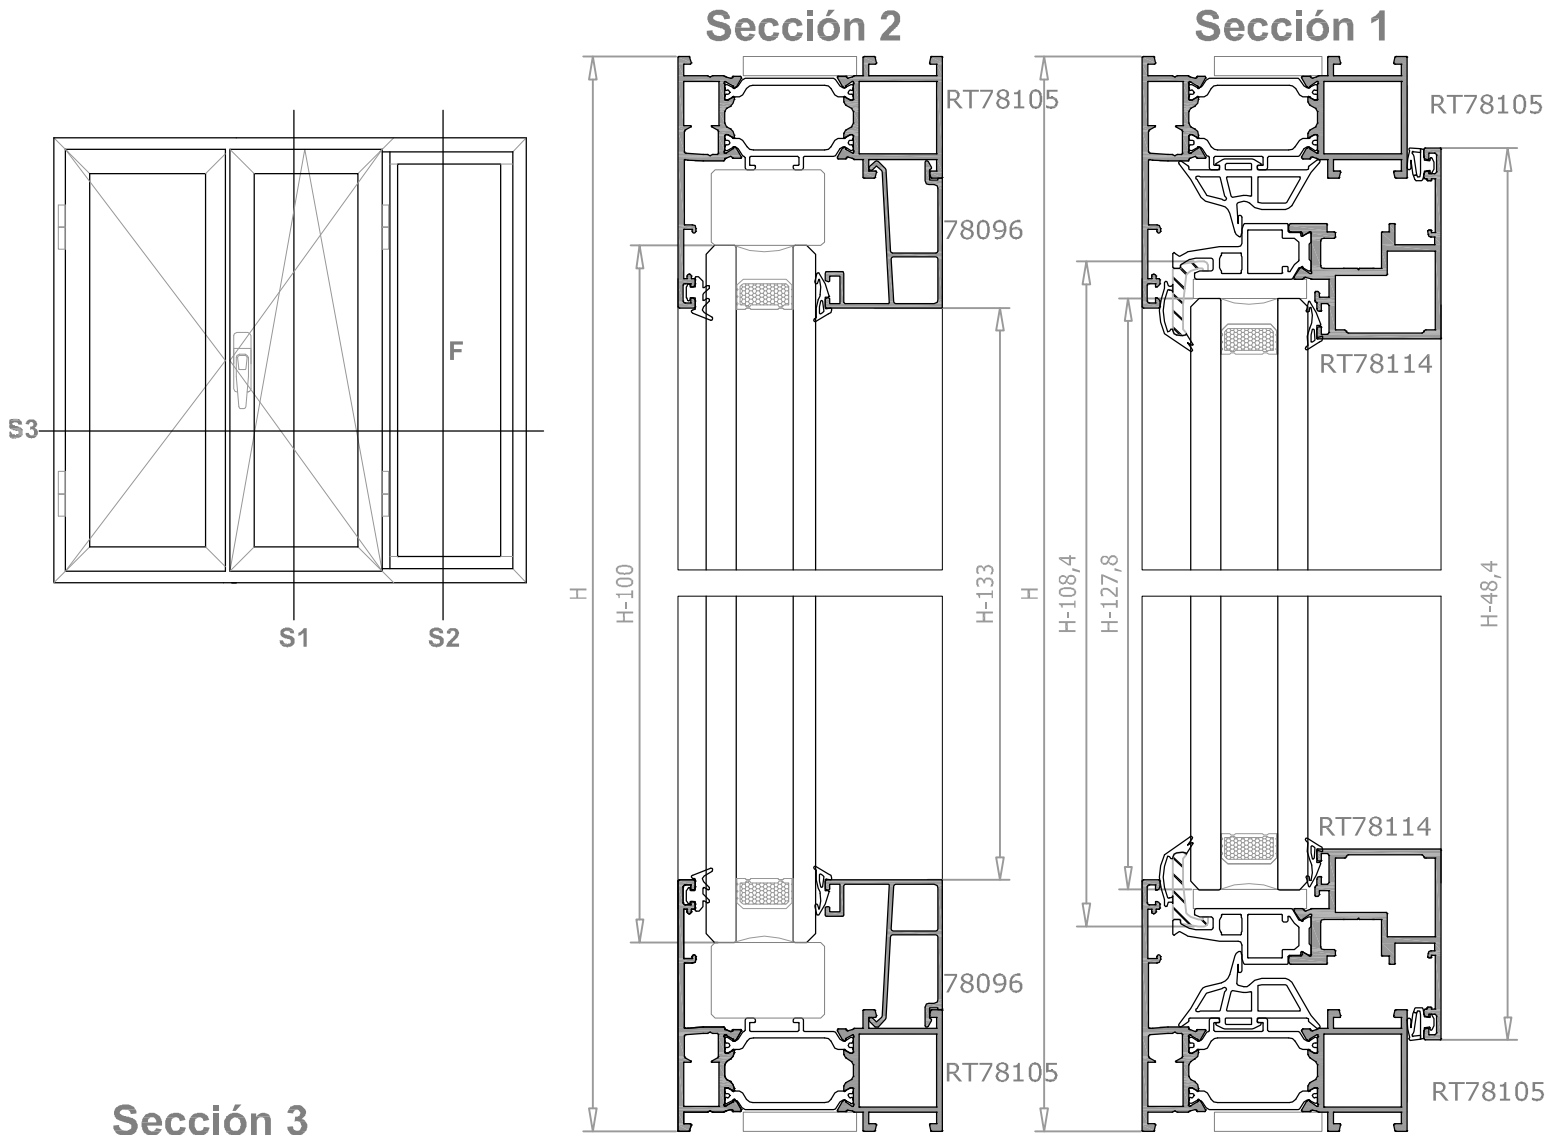 Sección 2
Sección 1
RT78105
RT78105
78096
F
RT78114
S3
H
H-100
H-133
H
H-108,4
H-127,8
H-48,4
S1
S2
RT78114
78096
RT78105
RT78105
Sección 3